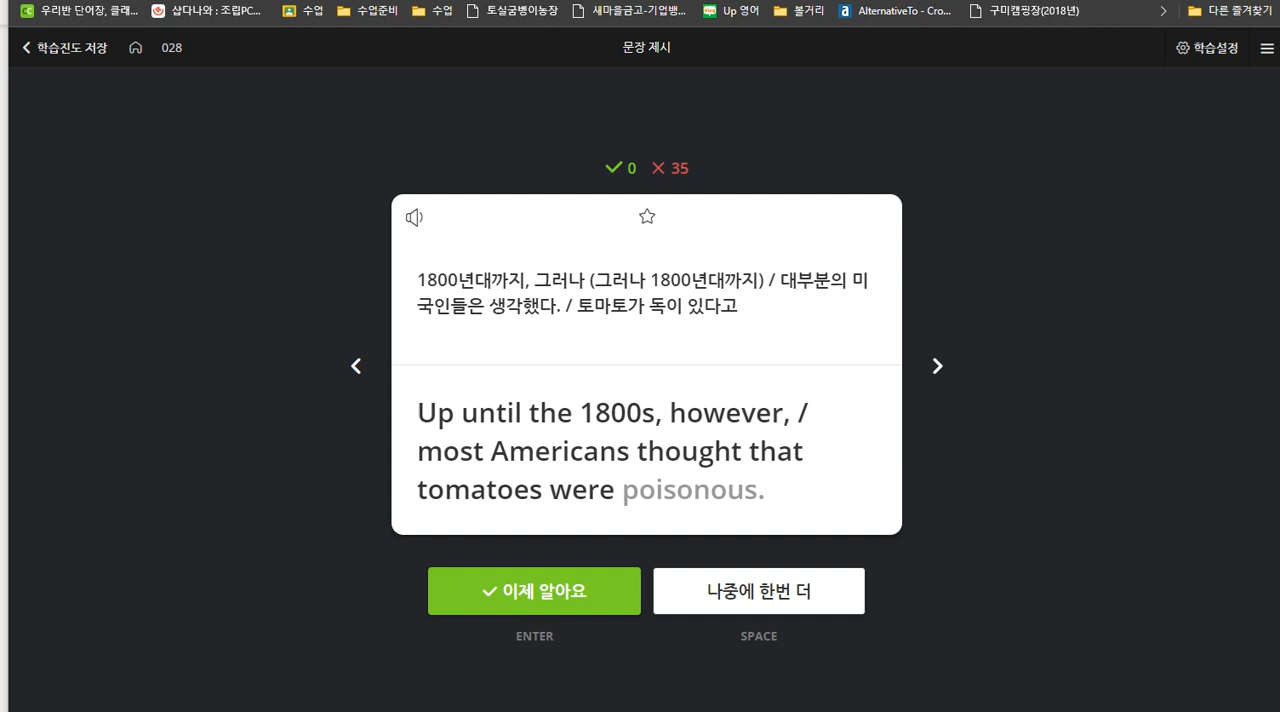 우리반 단어장, 클래... 샵다나와 : 조립PC... 수업 수업준비 수업 토실굼벵이농장 새마을금고-기업뱅... Up 영어 볼거리 AlternativeTo - Cro... 구미캠핑장(2018년) 다른 즐겨찾기
학습진도 저장 028 문장 제시 학습설정
0 35
1800년대까지, 그러나 (그러나 1800년대까지) / 대부분의 미
국인들은 생각했다. / 토마토가 독이 있다고
Up until the 1800s, however, /
most Americans thought that
tomatoes were poisonous.
이제 알아요 나중에 한번 더
ENTER SPACE